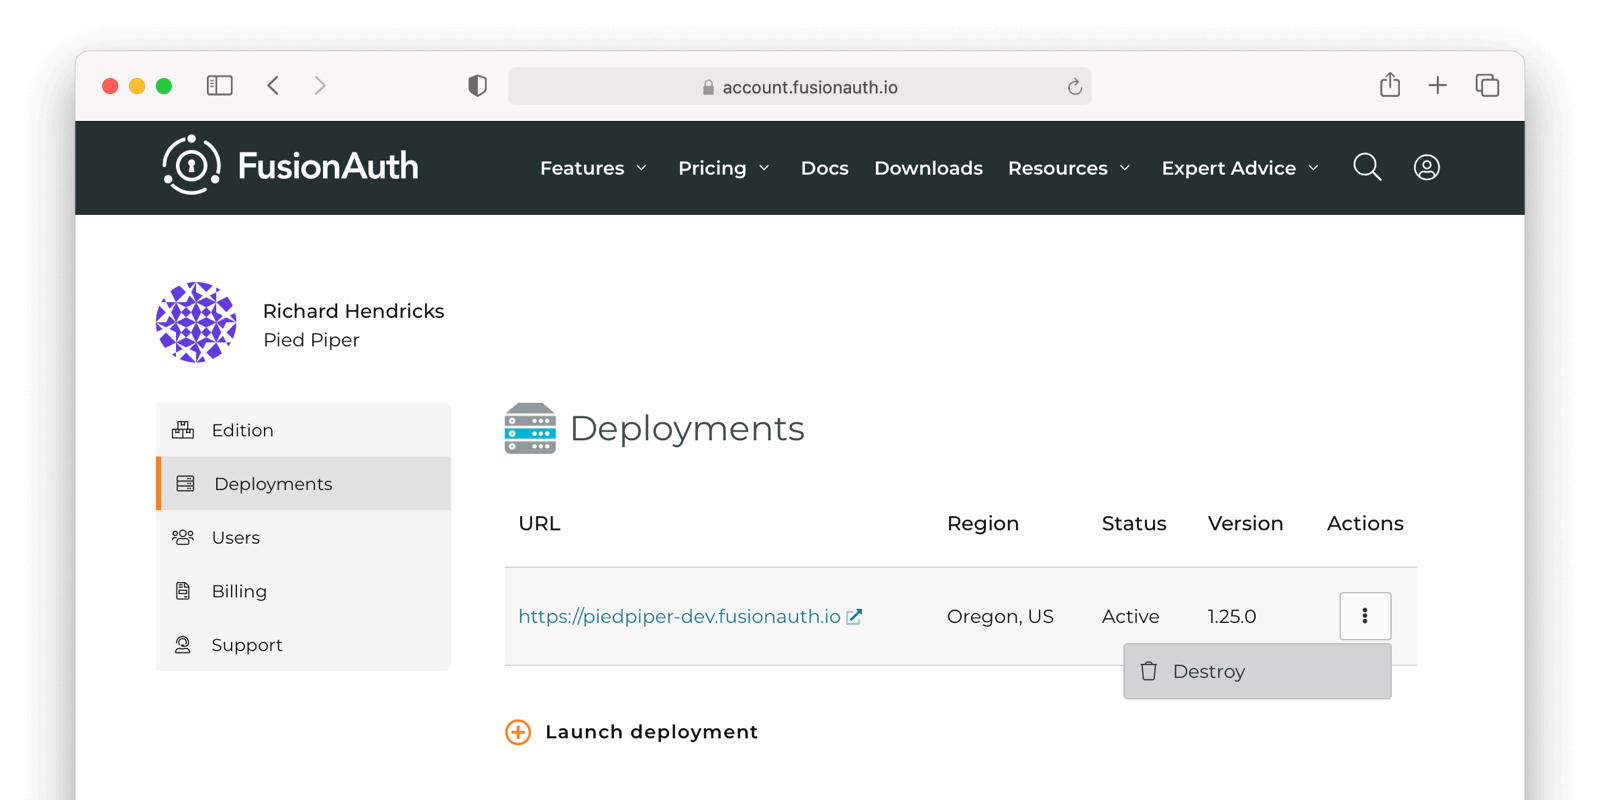 account.fusionauth.io
FusionAuth Features Pricing Docs Downloads Resources Expert Advice
Richard Hendricks
Pied Piper
Edition
Deployments
Users
Billing
Support
Deployments
URL Region Status Version Actions
https://piedpiper-dev.fusionauth.io Oregon, US Active 1.25.0
Destroy
Launch deployment